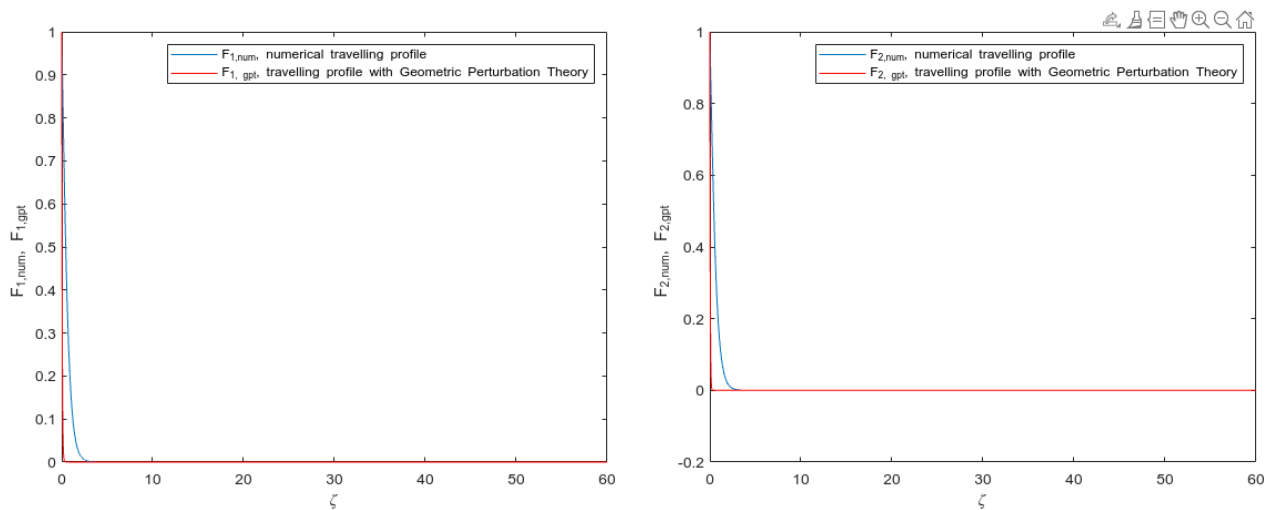 F1,num, numerical travelling profile
F1, gpt, travelling profile with Geometric Perturbation Theory
1
0.9
0.8
0.7
0.6
0.5
0.4
0.3
0.2
0.1
0
F1,num, F1,gpt
0 10 20 30 40 50 60
ζ
F2,num, numerical travelling profile
F2, gpt, travelling profile with Geometric Perturbation Theory
1
0.8
0.6
0.4
0.2
0
-0.2
F2,num, F2,gpt
0 10 20 30 40 50 60
ζ